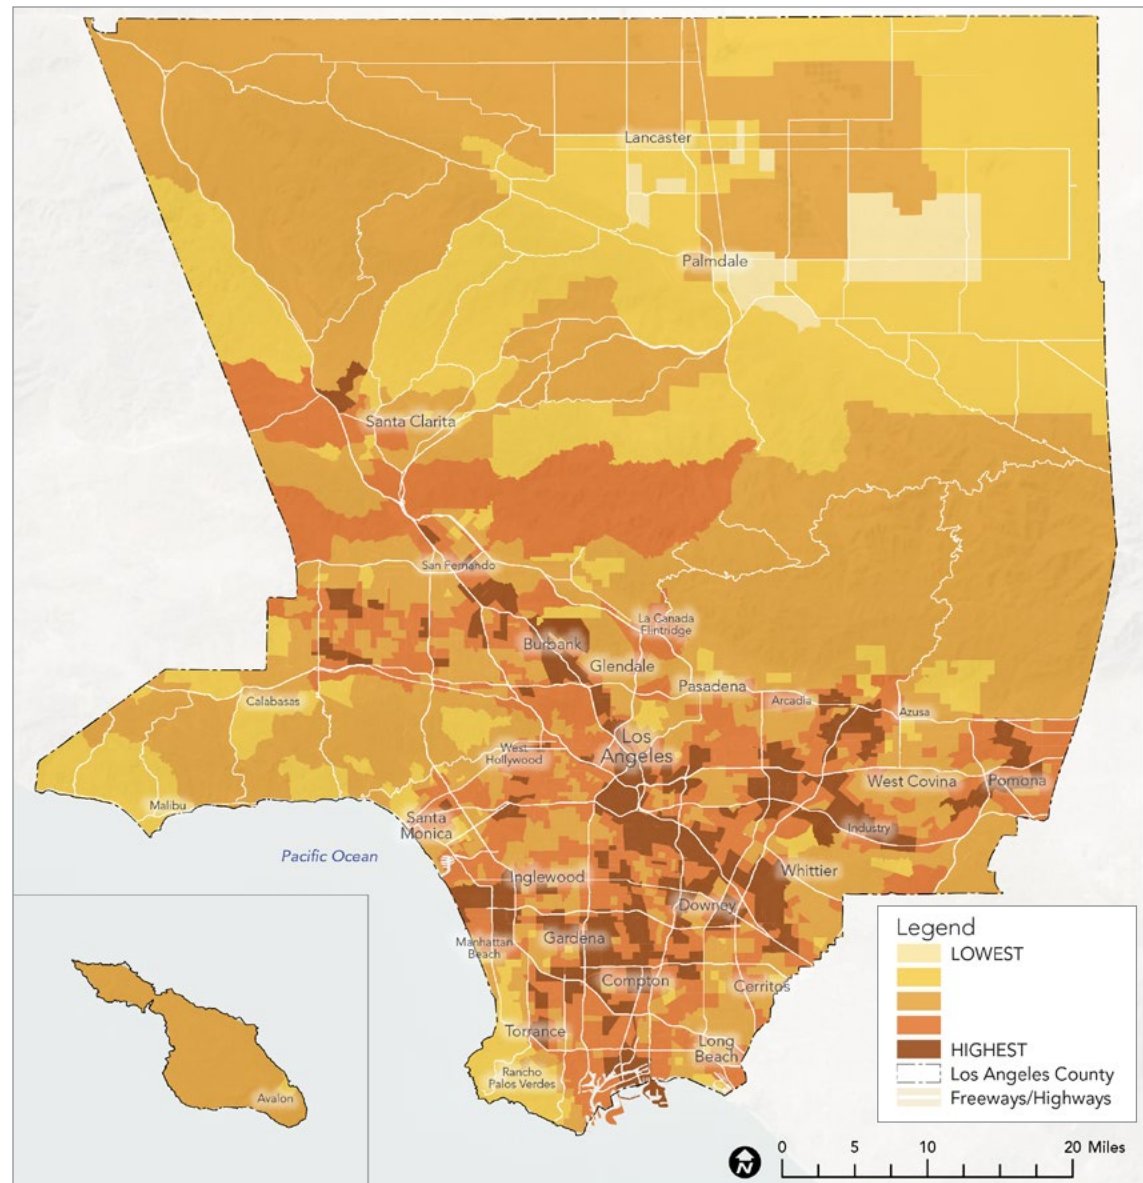 Lancaster
Palmdale
Santa Clarita
San Fernando
La Canada
Flintridge
Burbank
Glendale
Pasadena
Calabasas
Arcadia
Azusa
Los
Angeles
West
Hollywood
West Covina
Pomona
Malibu
Santa
Monica
Industry
Pacific Ocean
Whittier
Inglewood
Downey
Gardena
Manhattan
Beach
Compton
Cerritos
Torrance
Long
Beach
Rancho
Palos Verdes
Avalon
Legend
LOWEST
HIGHEST
Los Angeles County
Freeways/Highways
N
0 5 10 20 Miles